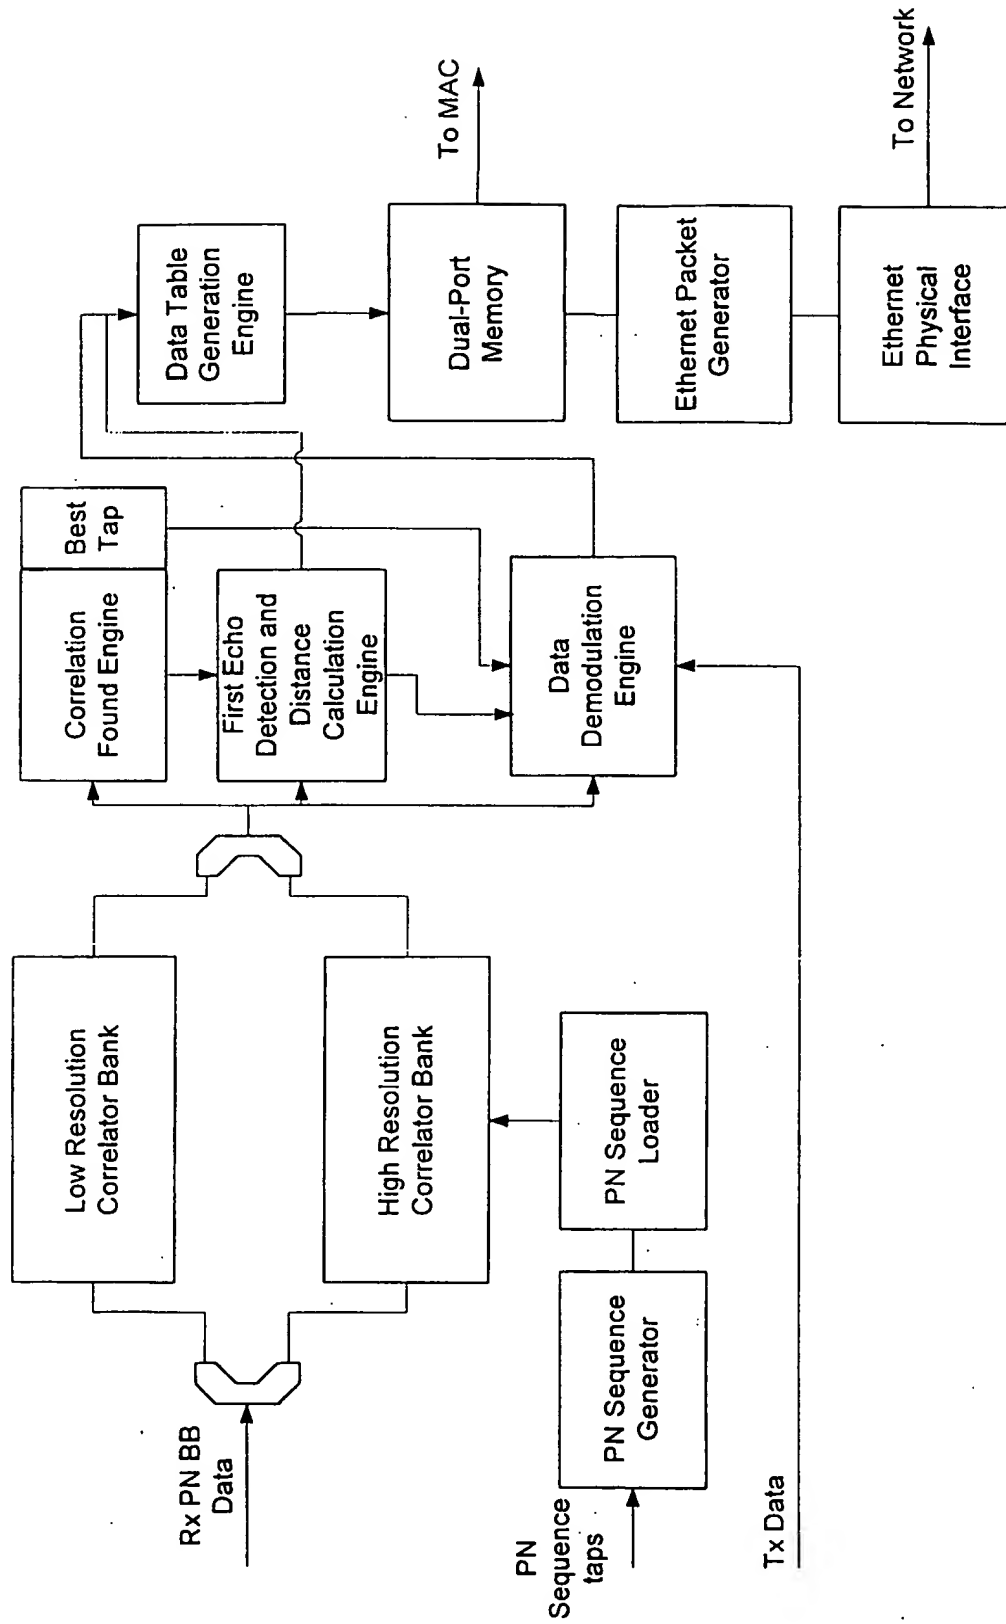 Rx PN BB
Data
Low Resolution
Correlator Bank
High Resolution
Correlator Bank
PN
Sequence
taps
PN Sequence
Generator
PN Sequence
Loader
Tx Data
Correlation
Found Engine
Best
Tap
First Echo
Detection and
Distance
Calculation
Engine
Data
Demodulation
Engine
Data Table
Generation
Engine
Dual-Port
Memory
To MAC
Ethernet Packet
Generator
Ethernet
Physical
Interface
To Network